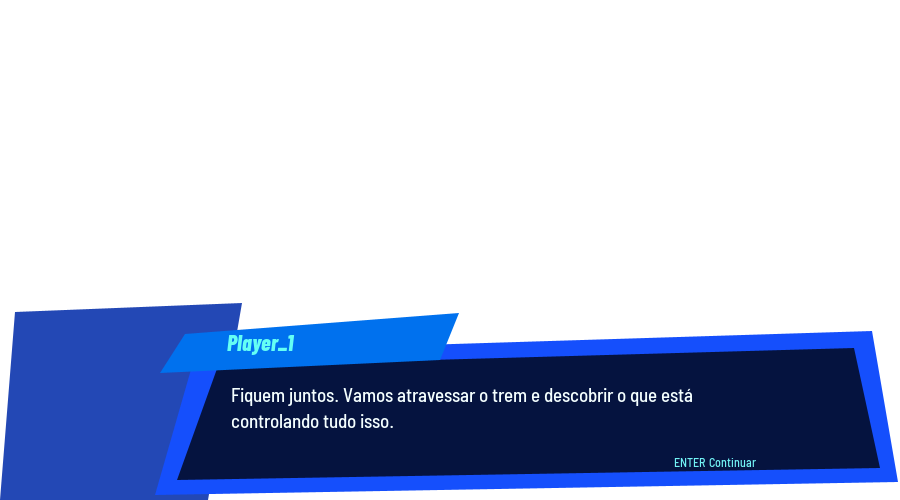 Player_1
Fiquem juntos. Vamos atravessar o trem e descobrir o que está
controlando tudo isso.
ENTER Continuar